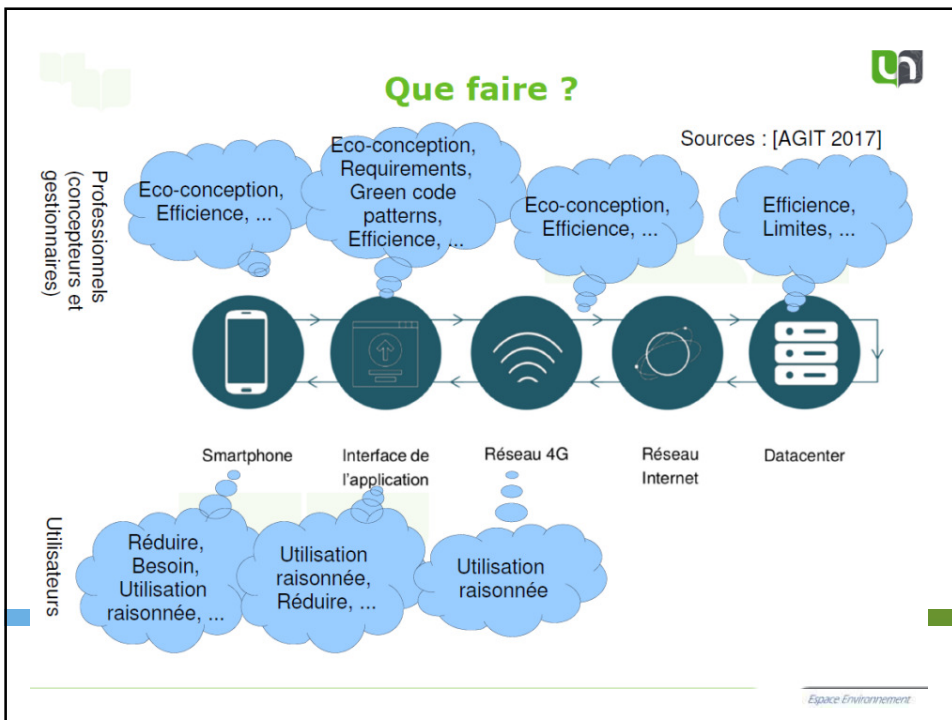 Que faire ?
Sources : [AGIT 2017]
Professionnels
(concepteurs et
gestionnaires)
Eco-conception,
Efficience, ...
Eco-conception,
Requirements,
Green code
patterns,
Efficience, ...
Eco-conception,
Efficience, ...
Efficience,
Limites, ...
Smartphone
Interface de
l'application
Réseau 4G
Réseau
Internet
Datacenter
Utilisateurs
Réduire,
Besoin,
Utilisation
raisonnée, ...
Utilisation
raisonnée,
Réduire, ...
Utilisation
raisonnée
Espace Environnement